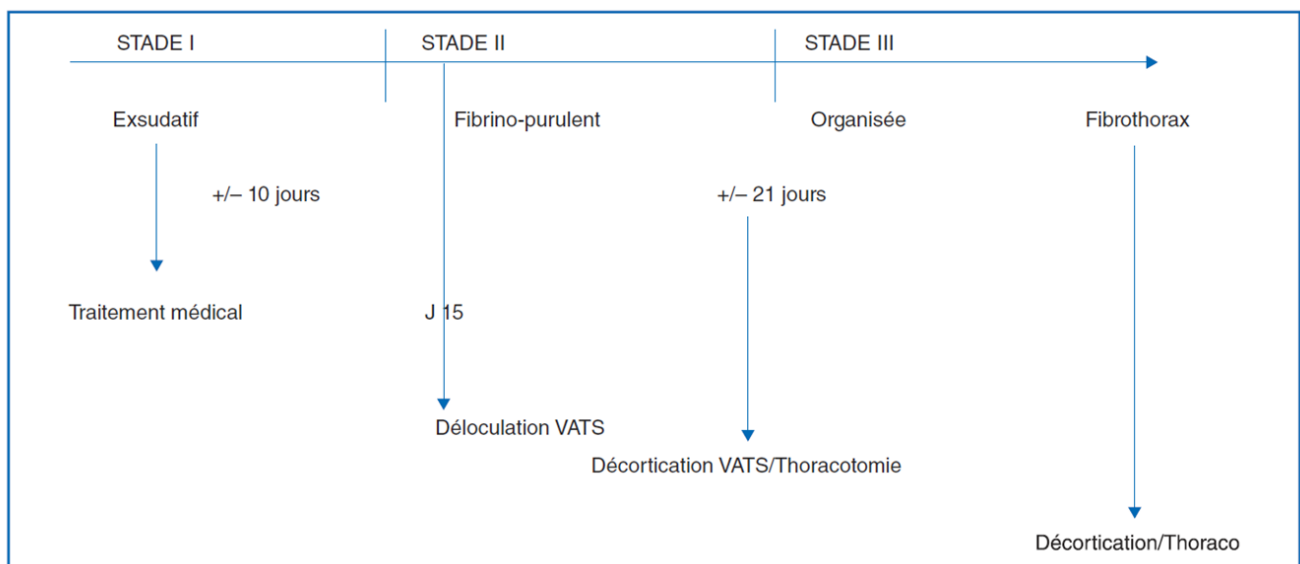 STADE I
STADE II
STADE III
Exsudatif
Fibrino-purulent
Organisée
Fibrothorax
+/– 10 jours
+/– 21 jours
Traitement médical
J 15
Déloculation VATS
Décortication VATS/Thoracotomie
Décortication/Thoraco